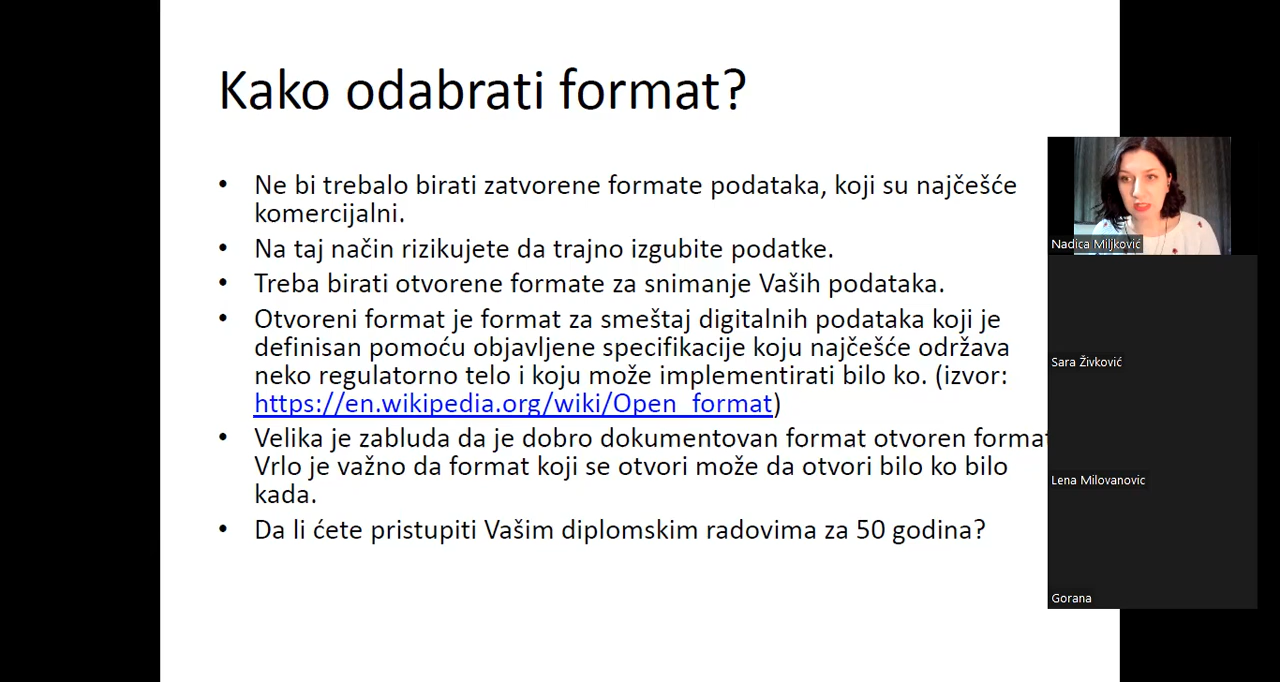 Kako odabrati format?
• Ne bi trebalo birati zatvorene formate podataka, koji su najčešće
komercijalni.
• Na taj način rizikujete da trajno izgubite podatke.
• Treba birati otvorene formate za snimanje Vaših podataka.
• Otvoreni format je format za smeštaj digitalnih podataka koji je
definisan pomoću objavljene specifikacije koju najčešće održava
neko regulatorno telo i koju može implementirati bilo ko. (izvor:
https://en.wikipedia.org/wiki/Open_format)
• Velika je zabluda da je dobro dokumentovan format otvoren format
Vrlo je važno da format koji se otvori može da otvori bilo ko bilo
kada.
• Da li ćete pristupiti Vašim diplomskim radovima za 50 godina?
Nadica Miljković
Sara Živković
Lena Milovanovic
Gorana